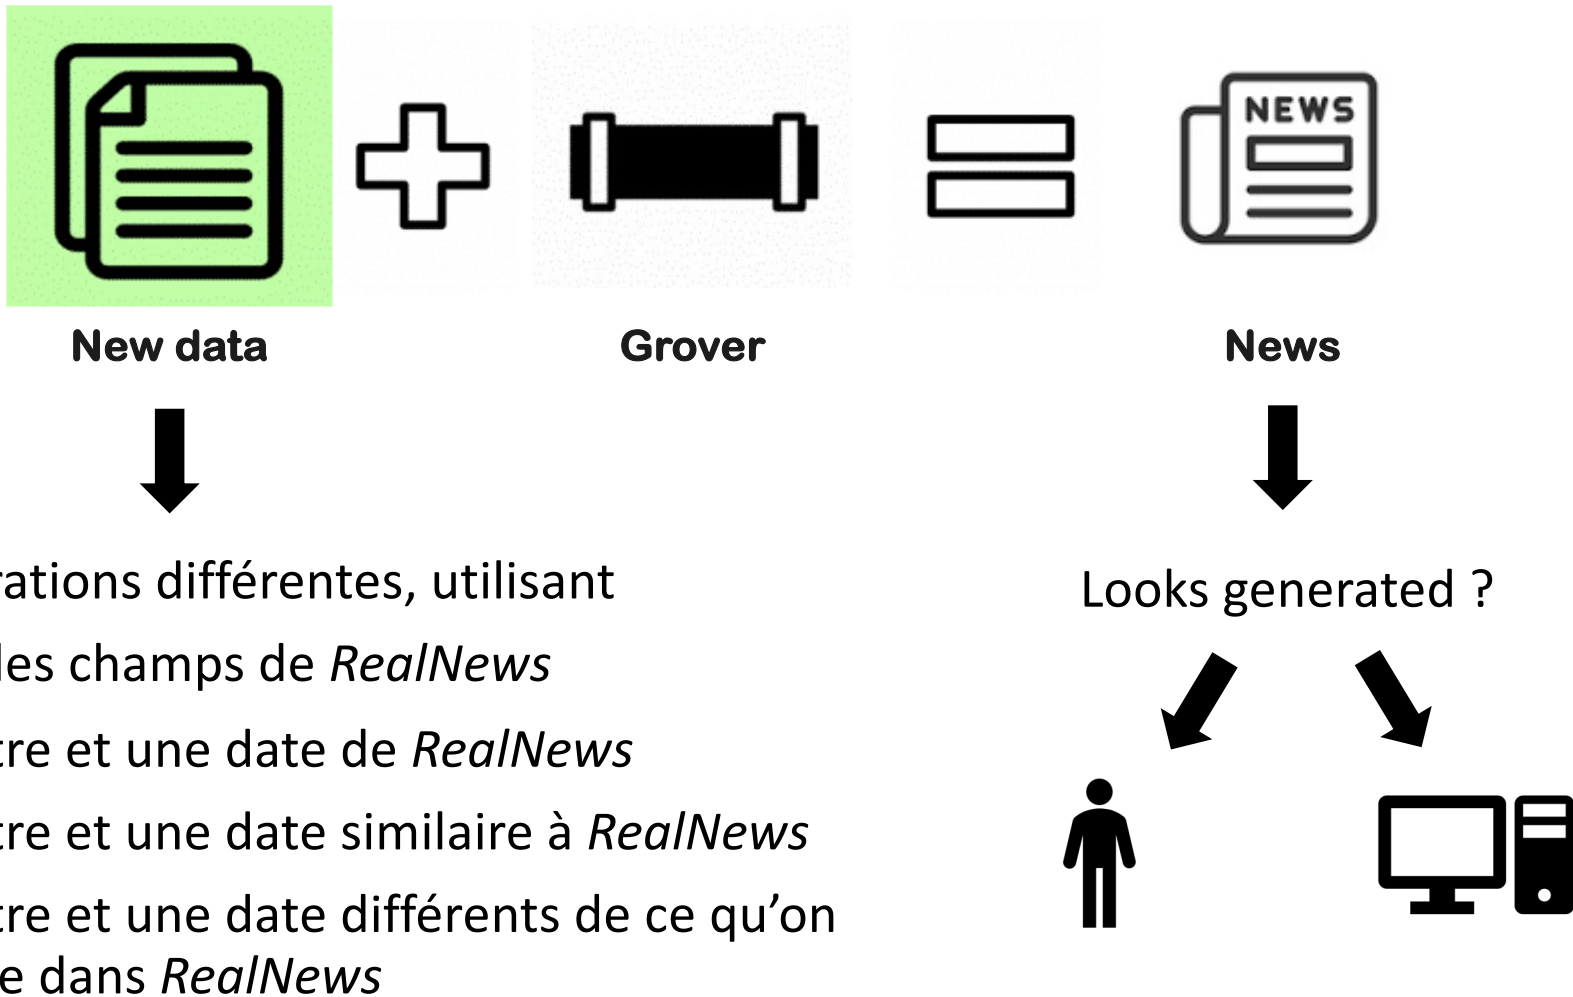 NEWS
New data
Grover
News
rations différentes, utilisant
les champs de RealNews
tre et une date de RealNews
tre et une date similaire à RealNews
tre et une date différents de ce qu’on
e dans RealNews
Looks generated ?